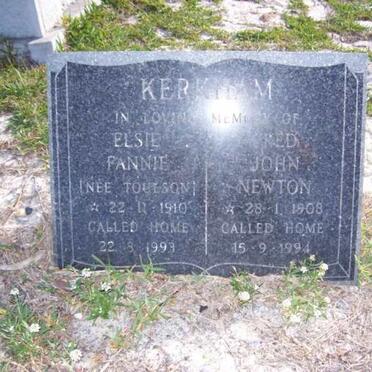 KERKHAM
IN LOVING MEMORY OF
ELSIE
FANNIE
[NEE TOULSON]
☆ 22·11·1910
CALLED HOME
22·8·1993
JOHN
NEWTON
☆ 28·1·1908
CALLED HOME
15·9·1994